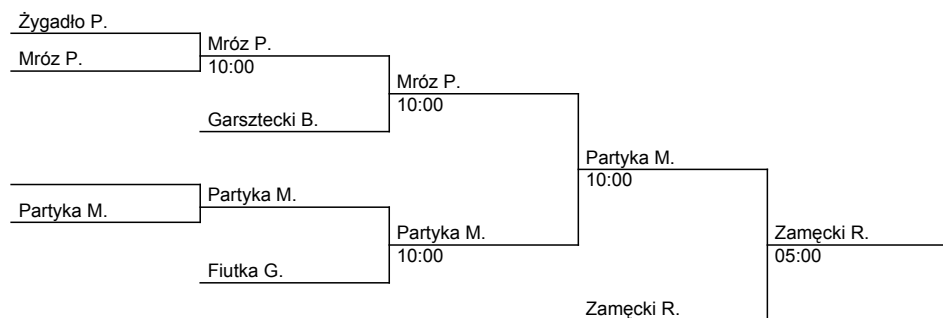 Żygadło P.
Mróz P.
Mróz P.
10:00
Mróz P.
10:00
Garsztecki B.
Partyka M.
10:00
Partyka M.
Partyka M.
Partyka M.
10:00
Zamęcki R.
05:00
Fiutka G.
Zamęcki R.